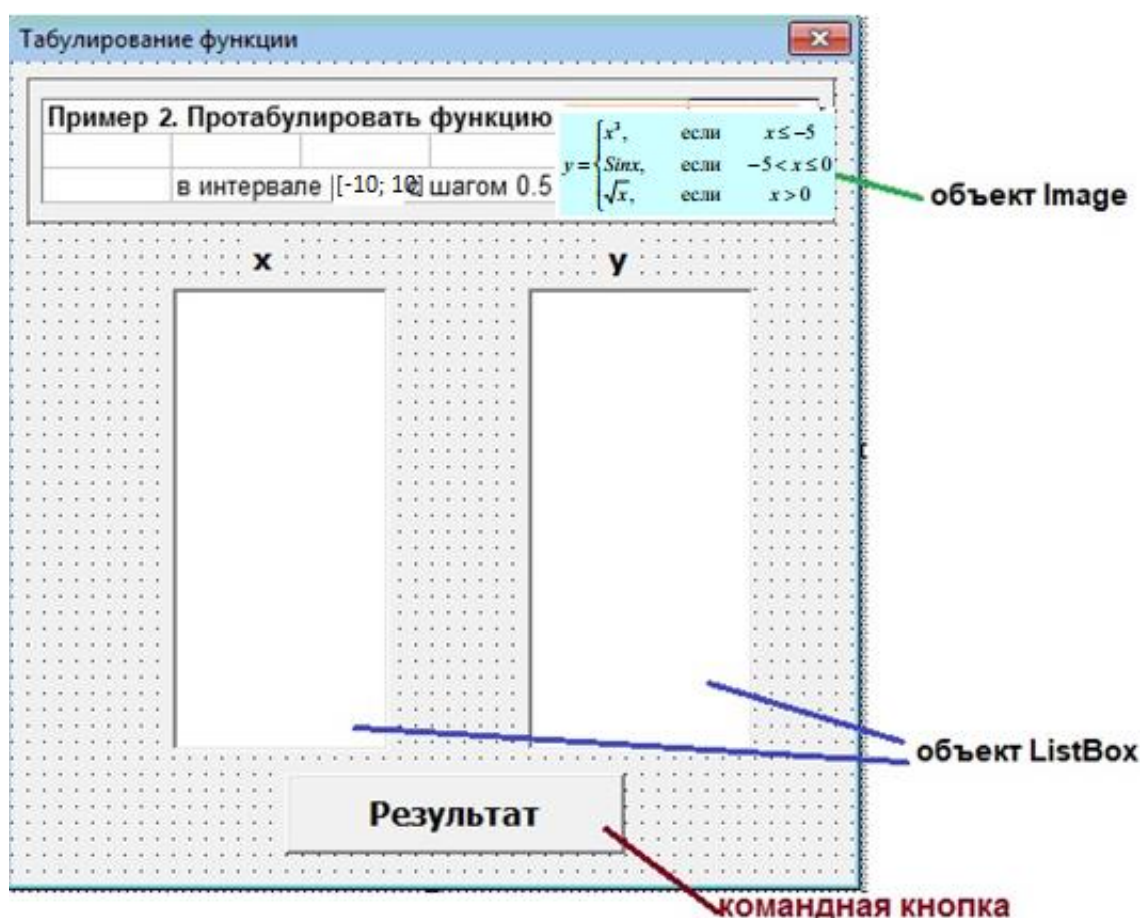 Табулирование функции
Пример 2. Протабулировать функцию
y = { x³, если x ≤ -5
Sinx, если -5 < x ≤ 0
√x, если x > 0
в интервале [-10; 10] с шагом 0.5
объект Image
x y
объект ListBox
Результат
командная кнопка